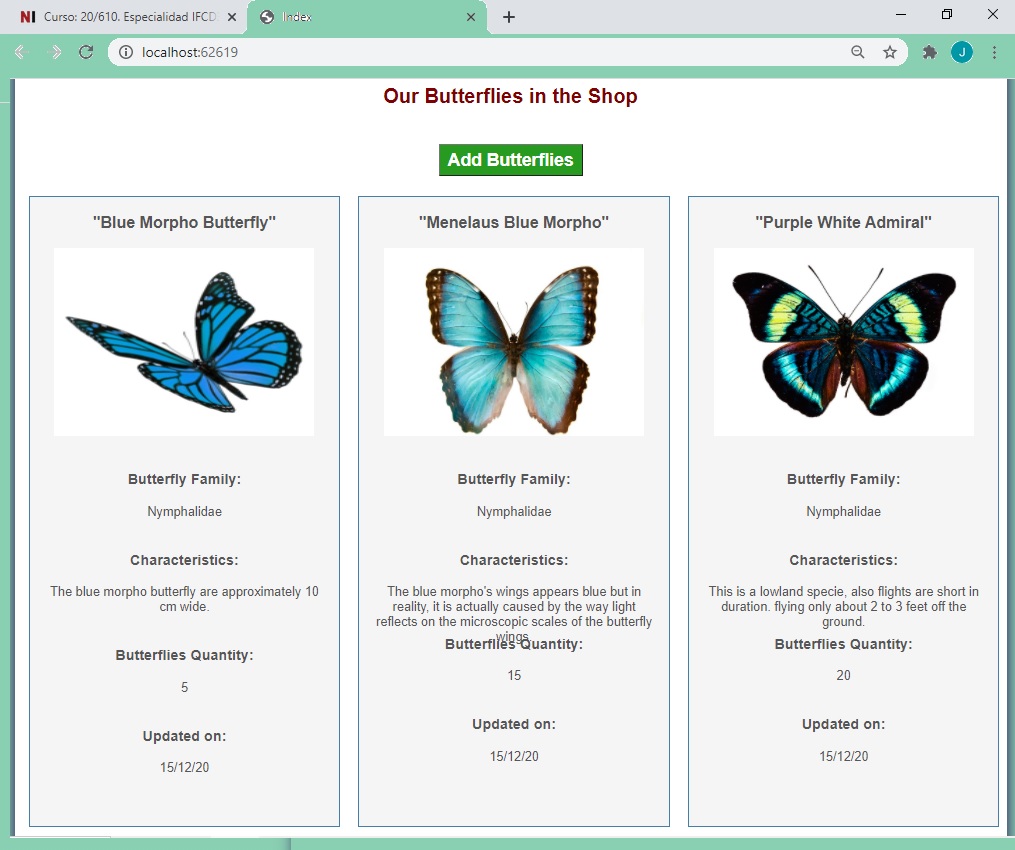 NI Curso: 20/610. Especialidad IFCD
Index
localhost:62619
J
Our Butterflies in the Shop
Add Butterflies
"Blue Morpho Butterfly"
Butterfly Family:
Nymphalidae
Characteristics:
The blue morpho butterfly are approximately 10
cm wide.
Butterflies Quantity:
5
Updated on:
15/12/20
"Menelaus Blue Morpho"
Butterfly Family:
Nymphalidae
Characteristics:
The blue morpho's wings appears blue but in
reality, it is actually caused by the way light
reflects on the microscopic scales of the butterfly
wings.
Butterflies Quantity:
15
Updated on:
15/12/20
"Purple White Admiral"
Butterfly Family:
Nymphalidae
Characteristics:
This is a lowland specie, also flights are short in
duration. flying only about 2 to 3 feet off the
ground.
Butterflies Quantity:
20
Updated on:
15/12/20